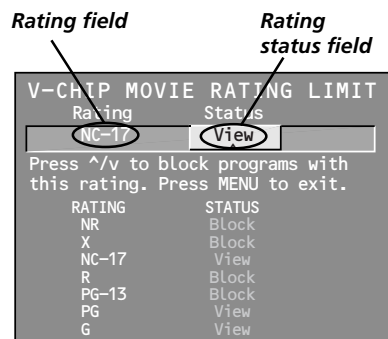 Rating field
Rating
status field
V-CHIP MOVIE RATING LIMIT
Rating Status
NC-17 View
Press ^/v to block programs with
this rating. Press MENU to exit.
RATING STATUS
NR Block
X Block
NC-17 View
R Block
PG-13 Block
PG View
G View